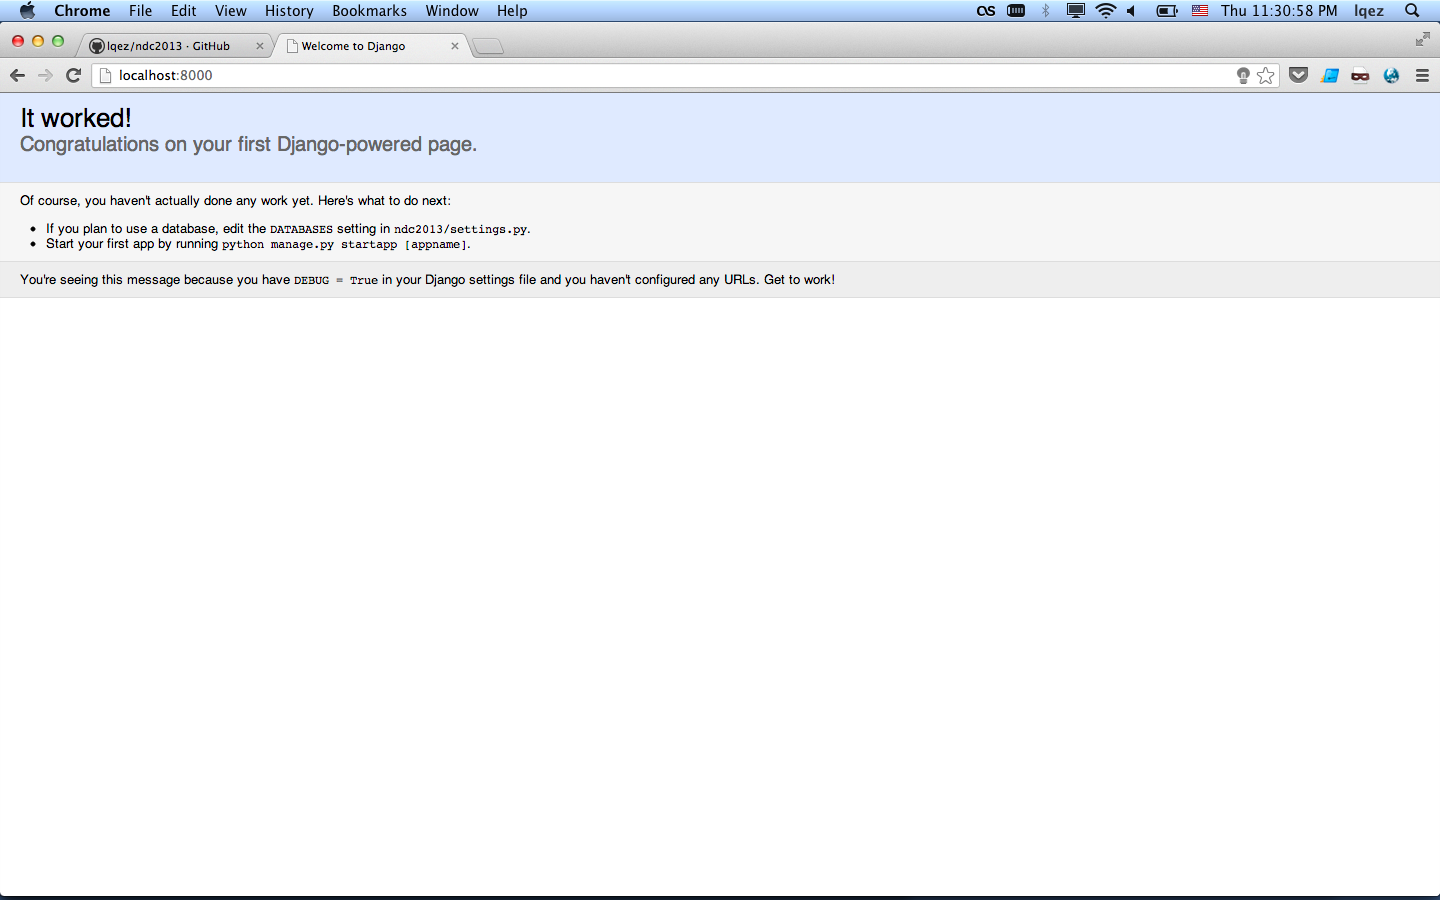 Chrome File Edit View History Bookmarks Window Help Thu 11:30:58 PM lqez
lqez/ndc2013 · GitHub Welcome to Django
localhost:8000
It worked!
Congratulations on your first Django-powered page.
Of course, you haven't actually done any work yet. Here's what to do next:
• If you plan to use a database, edit the DATABASES setting in ndc2013/settings.py.
• Start your first app by running python manage.py startapp [appname].
You're seeing this message because you have DEBUG = True in your Django settings file and you haven't configured any URLs. Get to work!